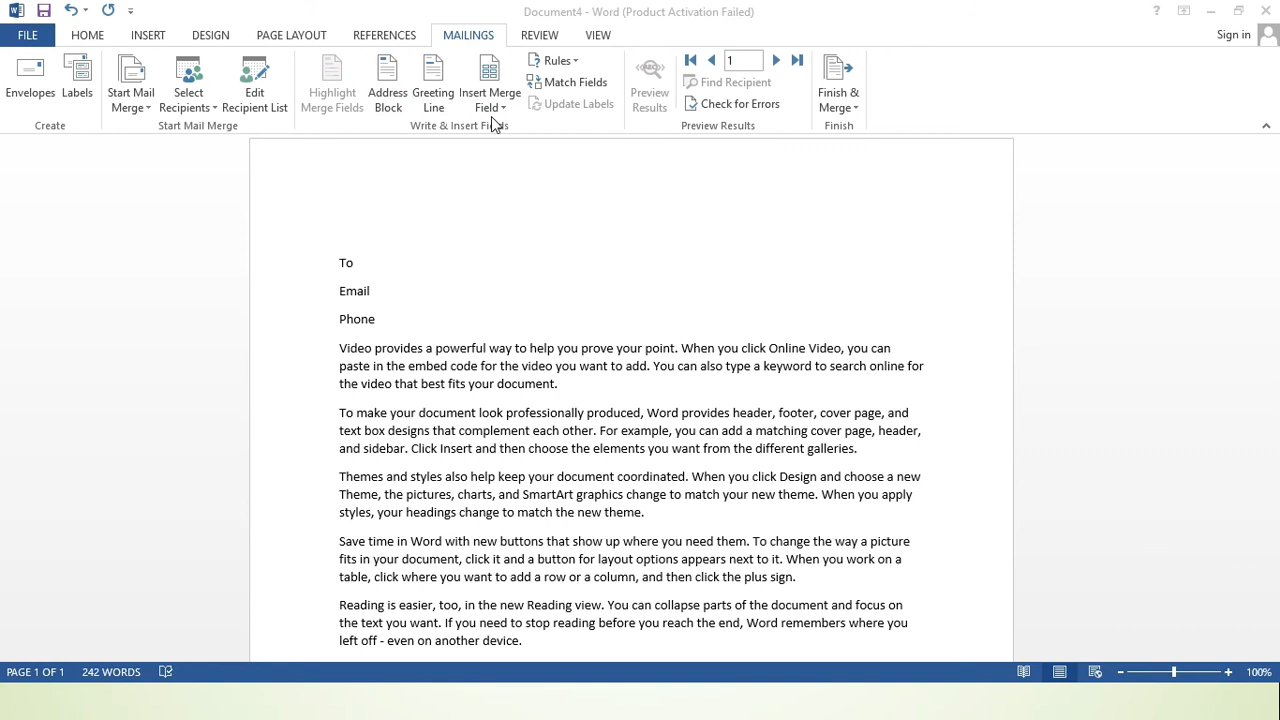 Document4 - Word (Product Activation Failed)
FILE HOME INSERT DESIGN PAGE LAYOUT REFERENCES MAILINGS REVIEW VIEW Sign in
Envelopes
Labels
Start Mail
Merge
Select
Recipients
Edit
Recipient List
Highlight
Merge Fields
Address
Block
Greeting
Line
Insert Merge
Field
Rules
Match Fields
Update Labels
ABC
Preview
Results
1
Find Recipient
Check for Errors
Finish &
Merge
Create
Start Mail Merge
Write & Insert Fields
Preview Results
Finish
To
Email
Phone
Video provides a powerful way to help you prove your point. When you click Online Video, you can
paste in the embed code for the video you want to add. You can also type a keyword to search online for
the video that best fits your document.
To make your document look professionally produced, Word provides header, footer, cover page, and
text box designs that complement each other. For example, you can add a matching cover page, header,
and sidebar. Click Insert and then choose the elements you want from the different galleries.
Themes and styles also help keep your document coordinated. When you click Design and choose a new
Theme, the pictures, charts, and SmartArt graphics change to match your new theme. When you apply
styles, your headings change to match the new theme.
Save time in Word with new buttons that show up where you need them. To change the way a picture
fits in your document, click it and a button for layout options appears next to it. When you work on a
table, click where you want to add a row or a column, and then click the plus sign.
Reading is easier, too, in the new Reading view. You can collapse parts of the document and focus on
the text you want. If you need to stop reading before you reach the end, Word remembers where you
left off - even on another device.
PAGE 1 OF 1 242 WORDS 100%